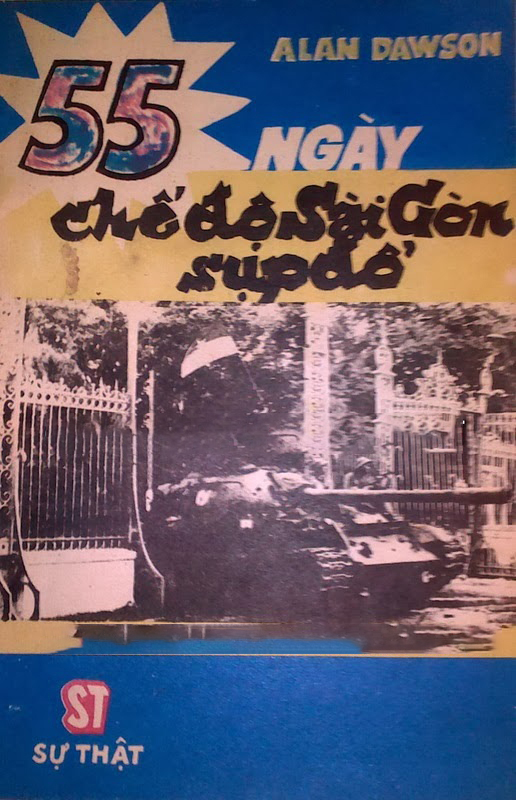 ALAN DAWSON
55 NGÀY
chế độ Sài Gòn
sụp đổ
ST
SỰ THẬT